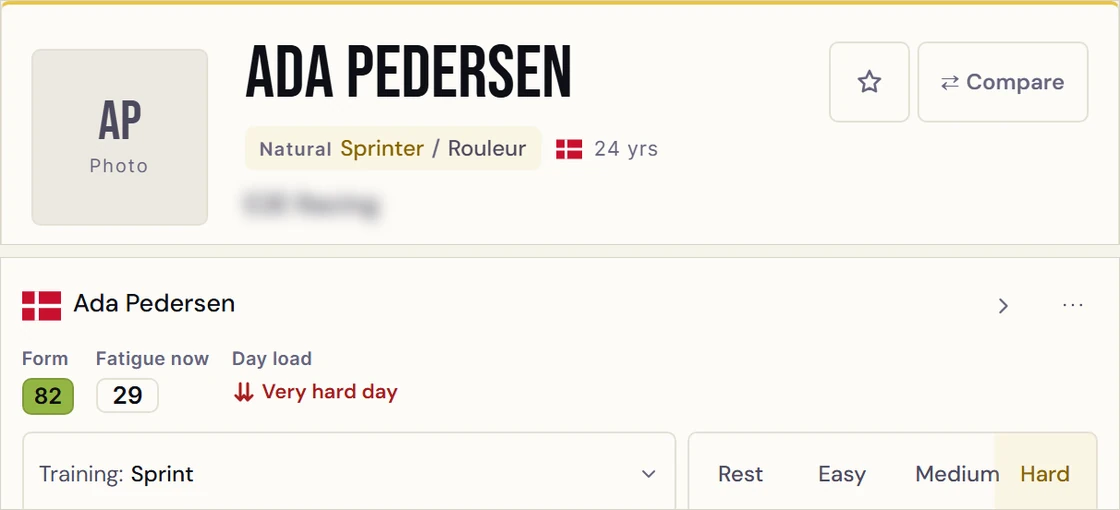 ADA PEDERSEN
AP
Photo
Compare
Natural Sprinter / Rouleur
24 yrs
Ada Pedersen
Form
Fatigue now
Day load
82
29
Very hard day
Training: Sprint
Rest
Easy
Medium
Hard